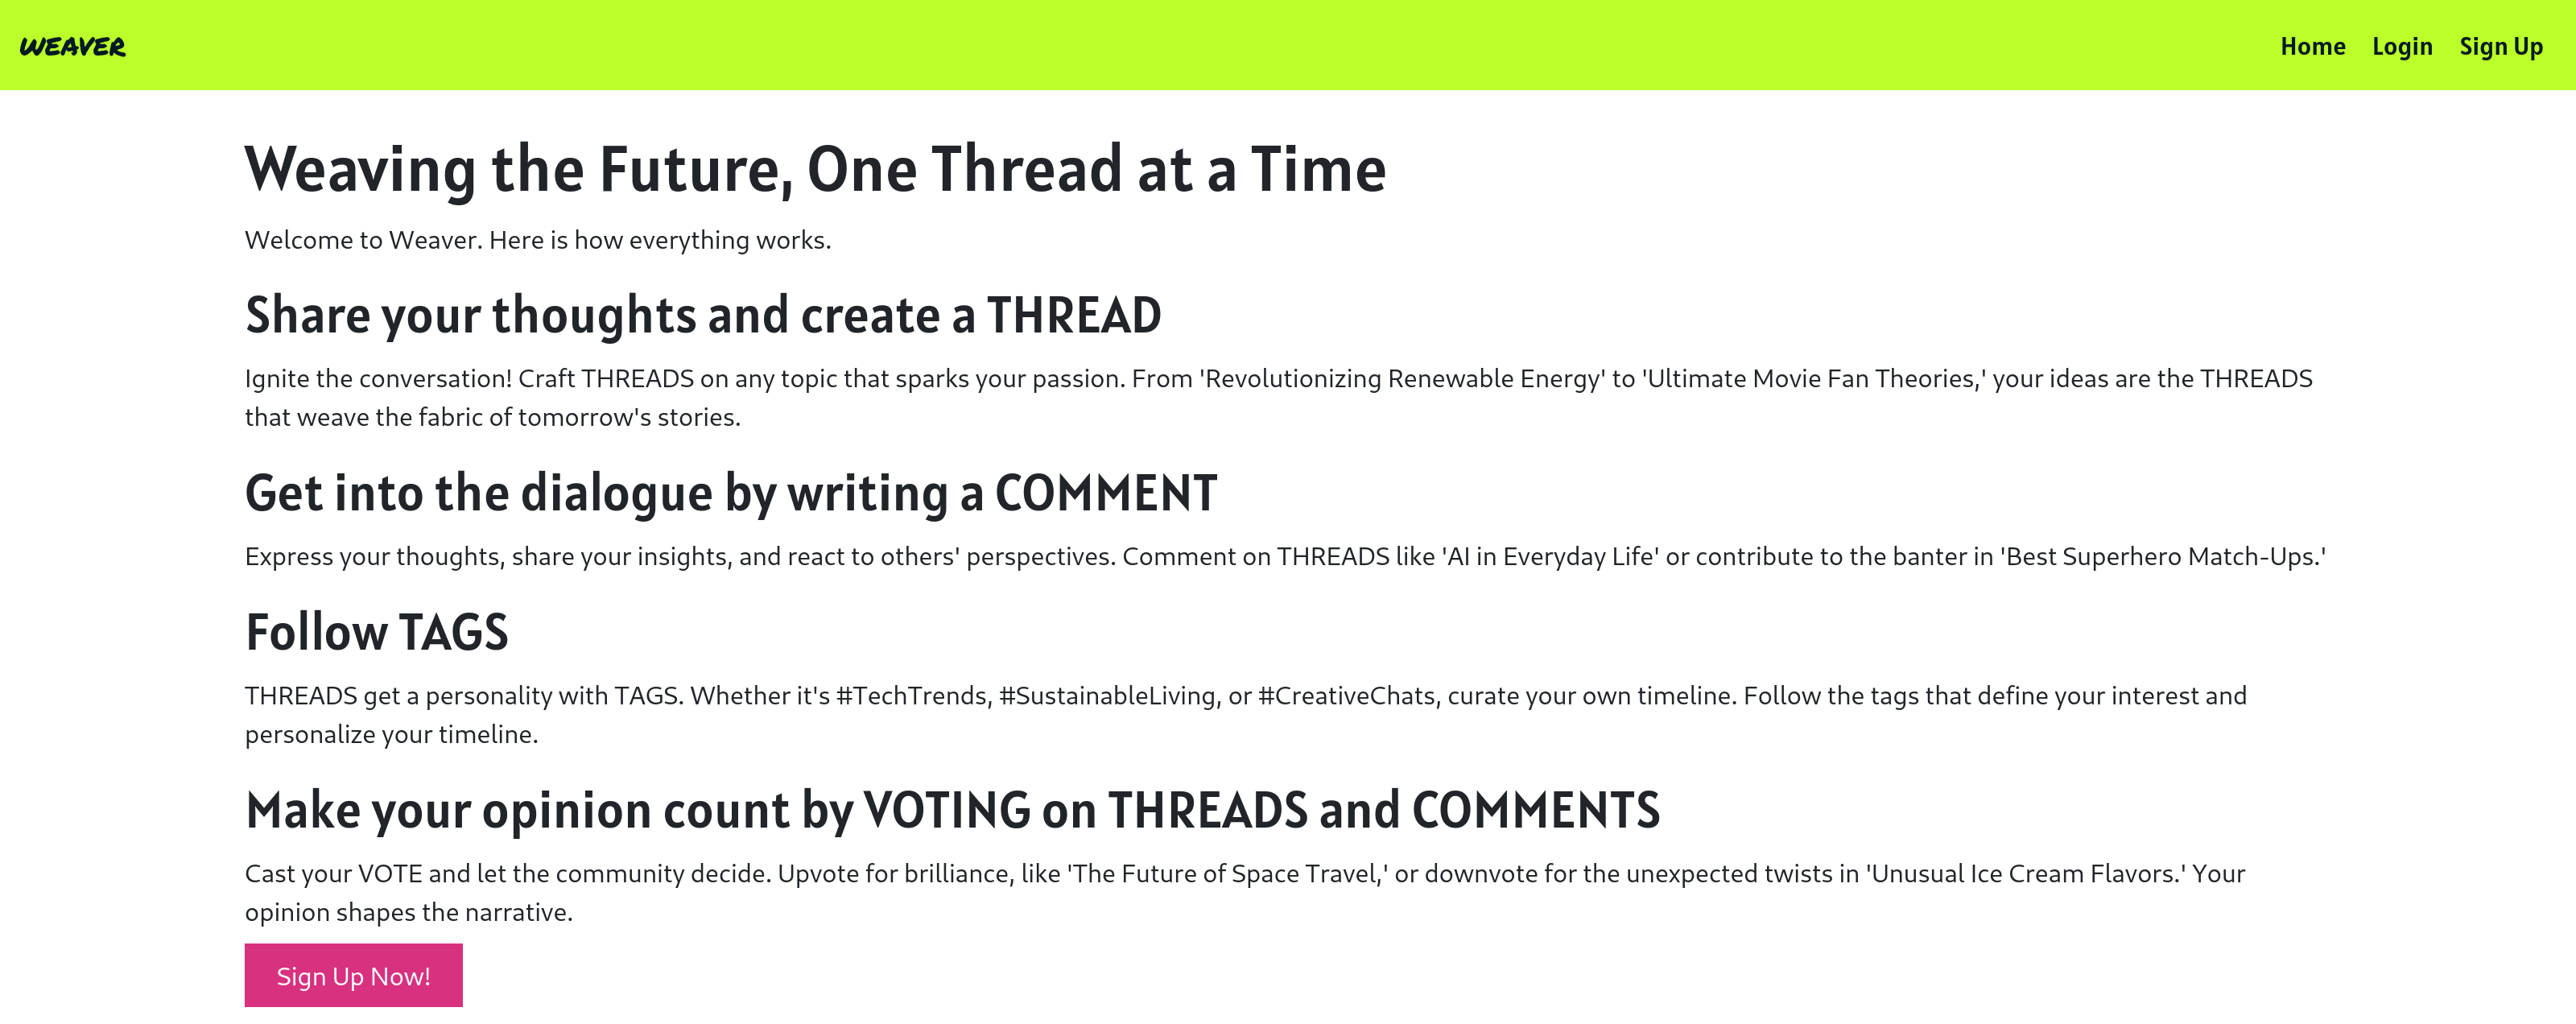 WEAVER
Home Login Sign Up
Weaving the Future, One Thread at a Time
Welcome to Weaver. Here is how everything works.
Share your thoughts and create a THREAD
Ignite the conversation! Craft THREADS on any topic that sparks your passion. From 'Revolutionizing Renewable Energy' to 'Ultimate Movie Fan Theories,' your ideas are the THREADS
that weave the fabric of tomorrow's stories.
Get into the dialogue by writing a COMMENT
Express your thoughts, share your insights, and react to others' perspectives. Comment on THREADS like 'AI in Everyday Life' or contribute to the banter in 'Best Superhero Match-Ups.'
Follow TAGS
THREADS get a personality with TAGS. Whether it's #TechTrends, #SustainableLiving, or #CreativeChats, curate your own timeline. Follow the tags that define your interest and
personalize your timeline.
Make your opinion count by VOTING on THREADS and COMMENTS
Cast your VOTE and let the community decide. Upvote for brilliance, like 'The Future of Space Travel,' or downvote for the unexpected twists in 'Unusual Ice Cream Flavors.' Your
opinion shapes the narrative.
Sign Up Now!